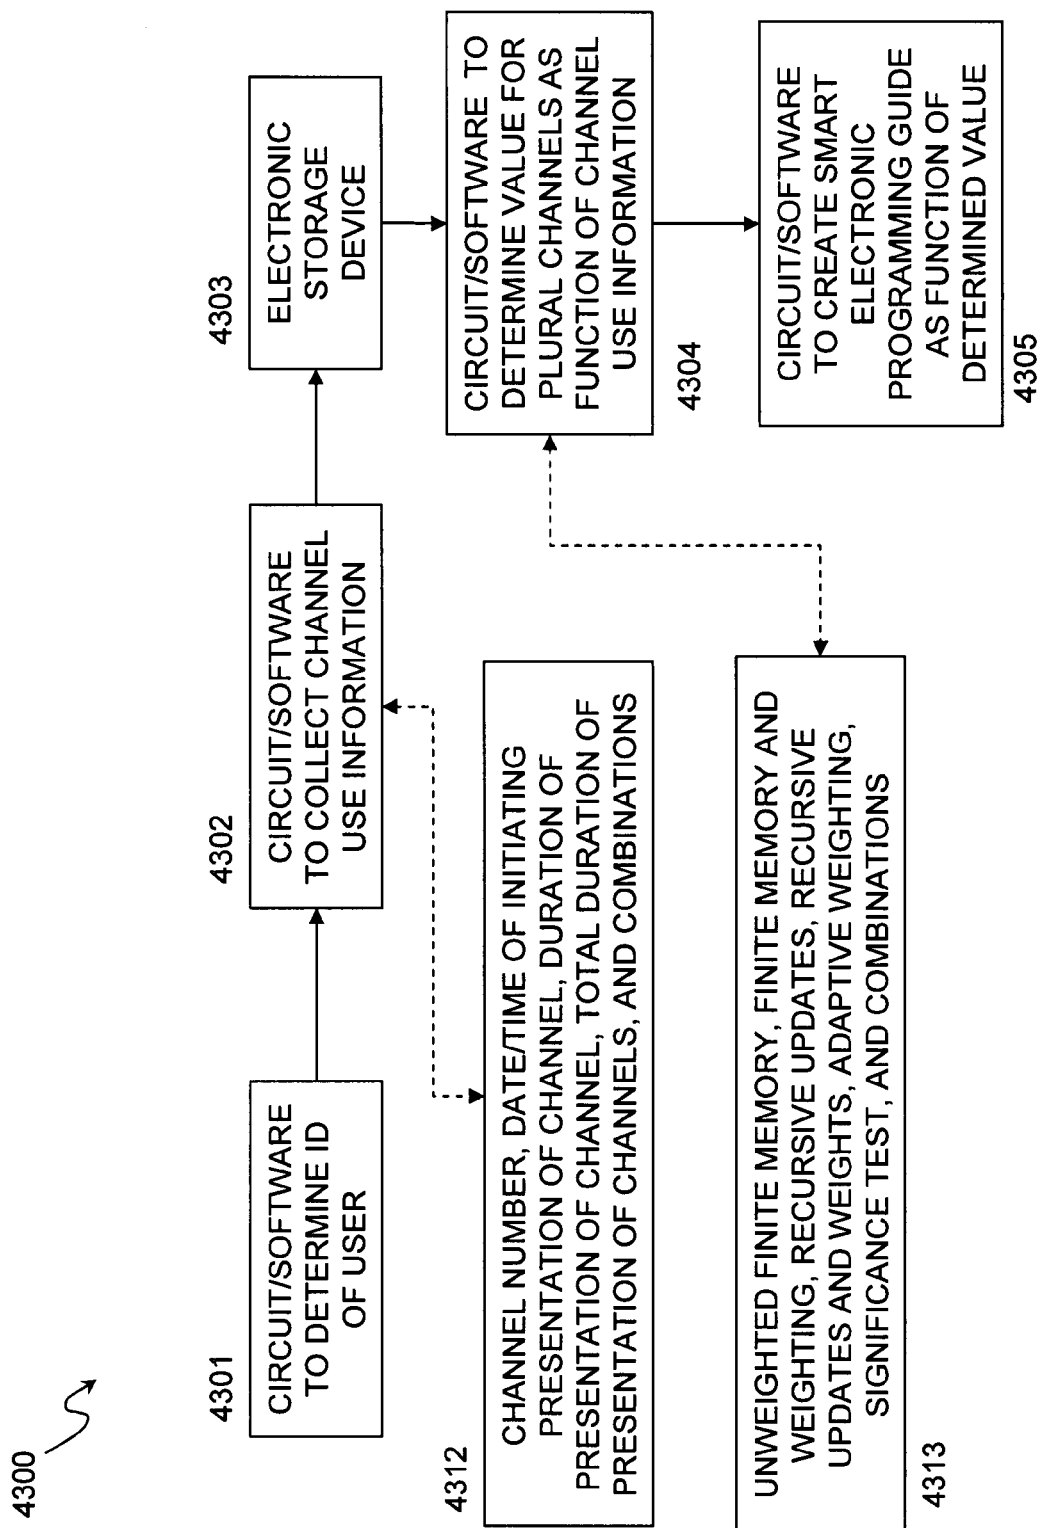 4300
4301
CIRCUIT/SOFTWARE
TO DETERMINE ID
OF USER
4302
CIRCUIT/SOFTWARE
TO COLLECT CHANNEL
USE INFORMATION
4303
ELECTRONIC
STORAGE
DEVICE
CIRCUIT/SOFTWARE TO
DETERMINE VALUE FOR
PLURAL CHANNELS AS
FUNCTION OF CHANNEL
USE INFORMATION
4304
CIRCUIT/SOFTWARE
TO CREATE SMART
ELECTRONIC
PROGRAMMING GUIDE
AS FUNCTION OF
DETERMINED VALUE
4305
4312
CHANNEL NUMBER, DATE/TIME OF INITIATING
PRESENTATION OF CHANNEL, DURATION OF
PRESENTATION OF CHANNEL, TOTAL DURATION OF
PRESENTATION OF CHANNELS, AND COMBINATIONS
UNWEIGHTED FINITE MEMORY, FINITE MEMORY AND
WEIGHTING, RECURSIVE UPDATES, RECURSIVE
UPDATES AND WEIGHTS, ADAPTIVE WEIGHTING,
SIGNIFICANCE TEST, AND COMBINATIONS
4313